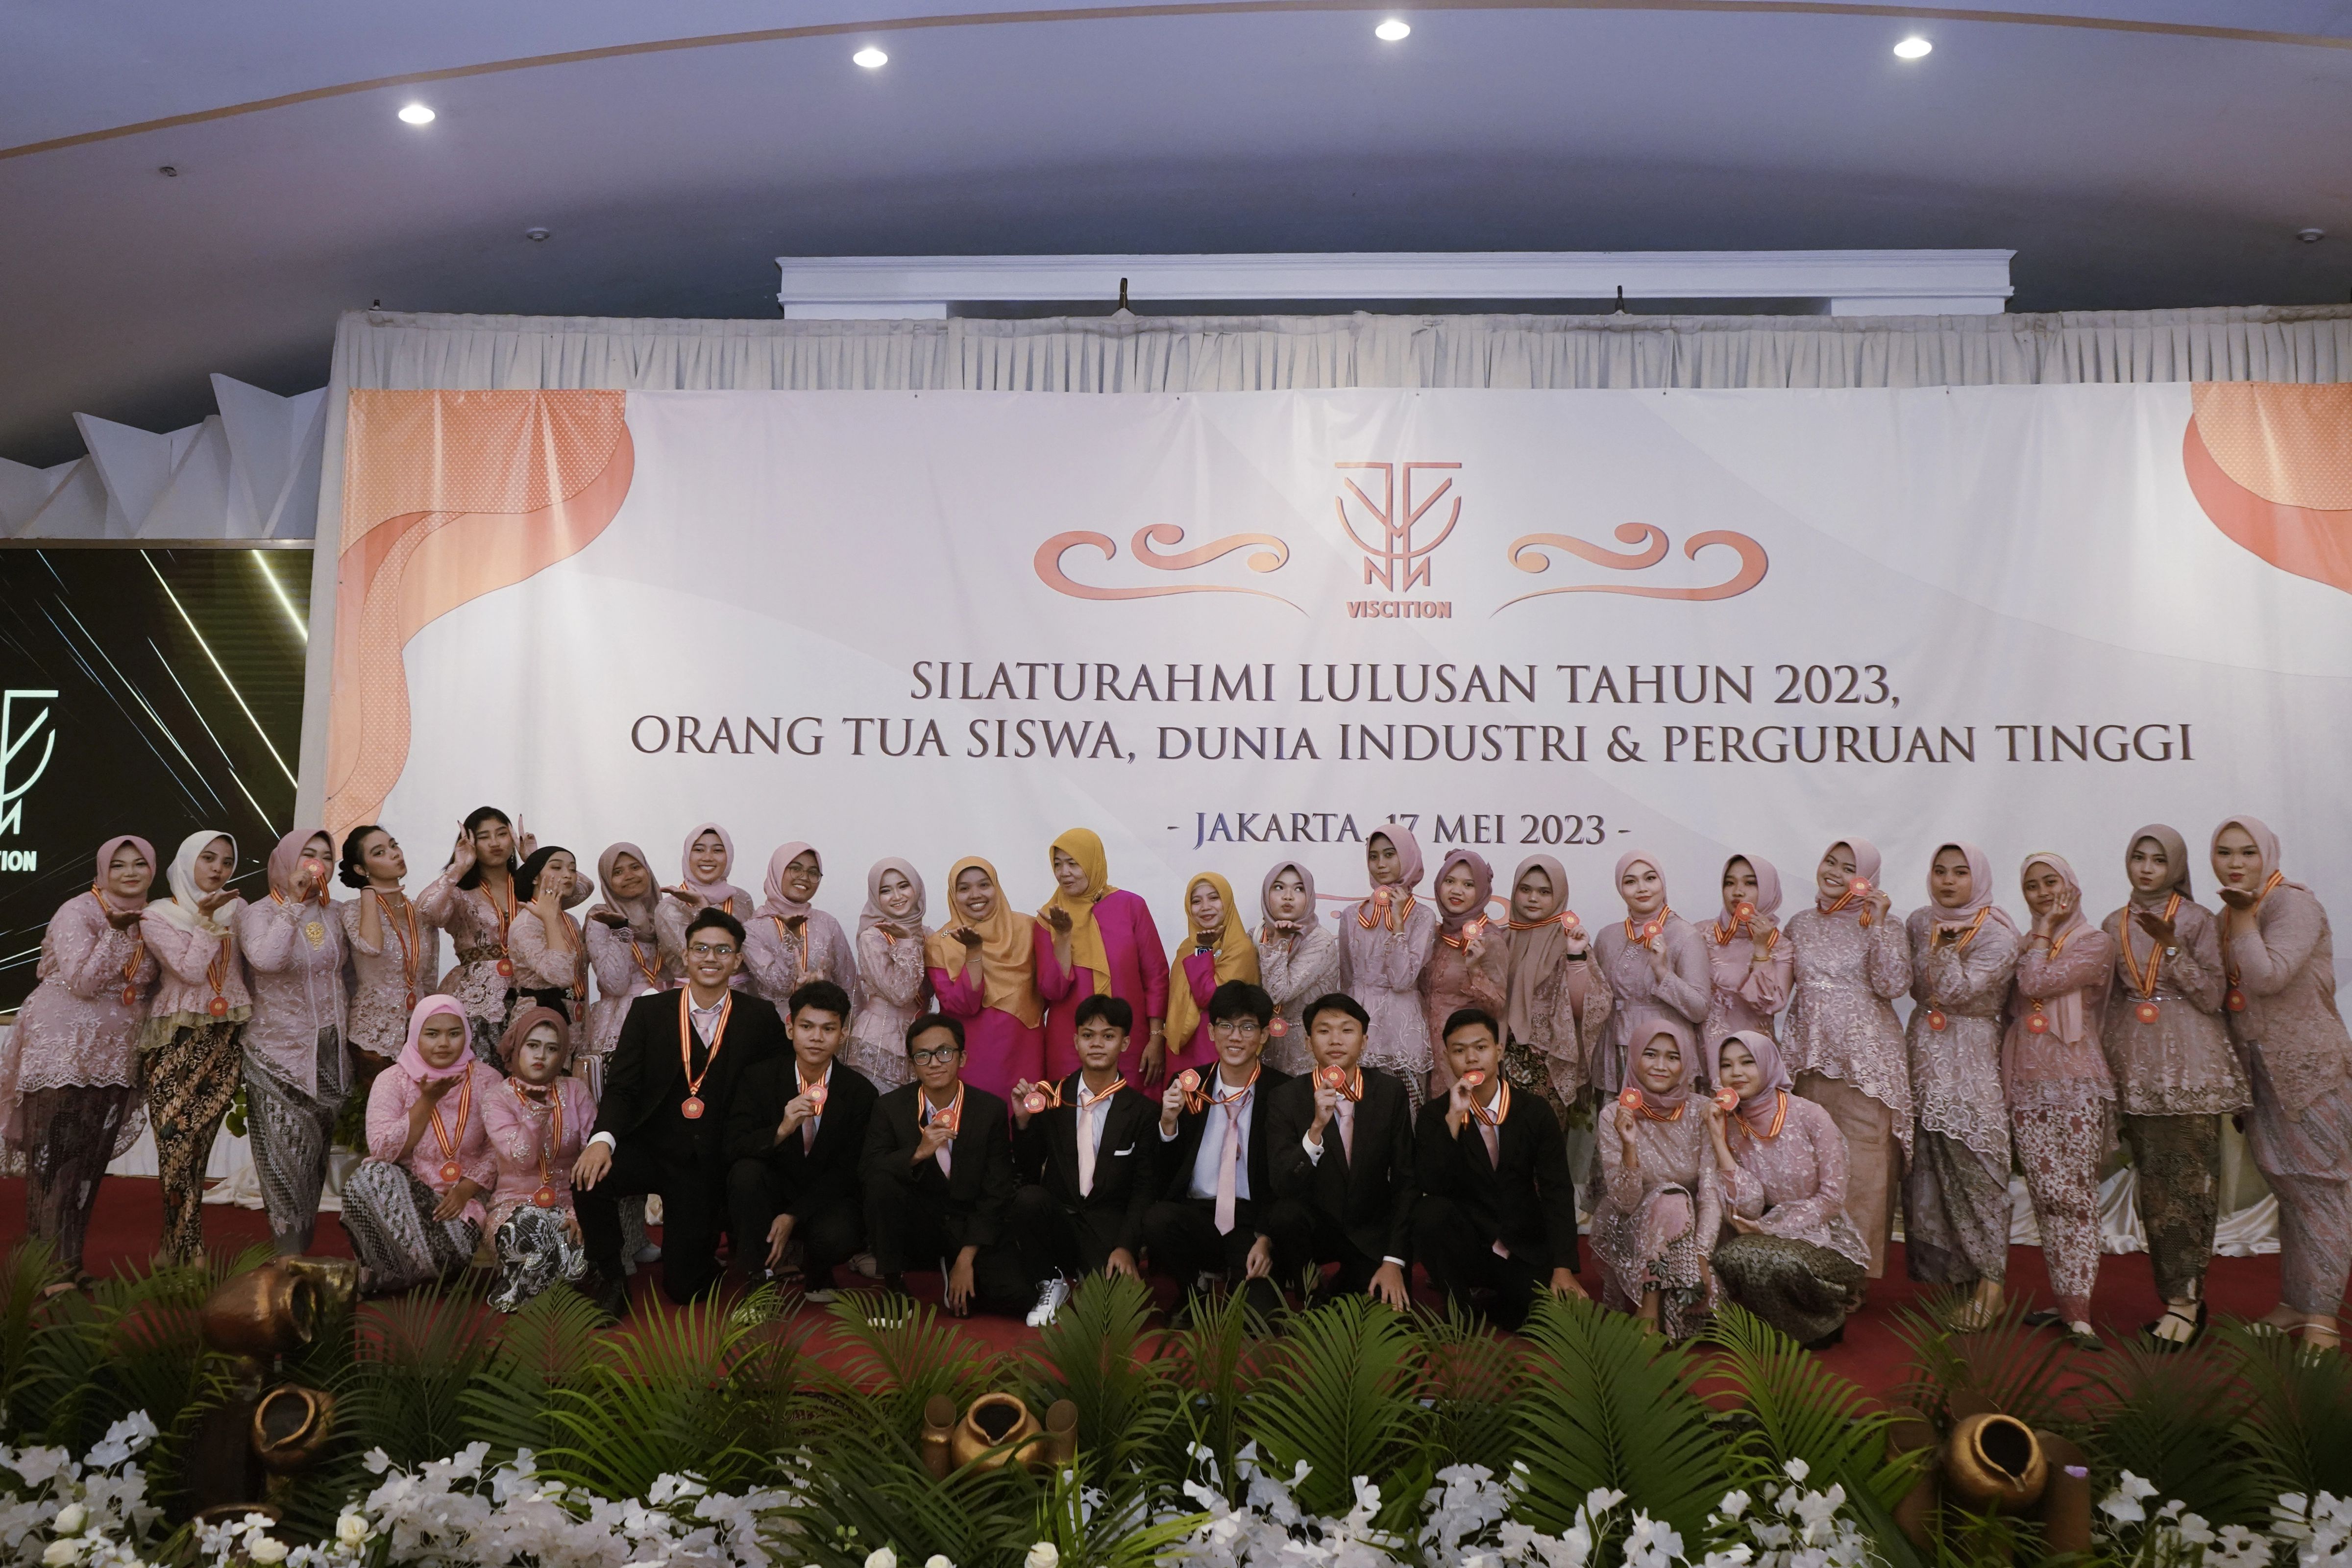 VISCITION
SILATURAHMI LULUSAN TAHUN 2023,
ORANG TUA SISWA, DUNIA INDUSTRI & PERGURUAN TINGGI
- JAKARTA, 17 MEI 2023 -
TION